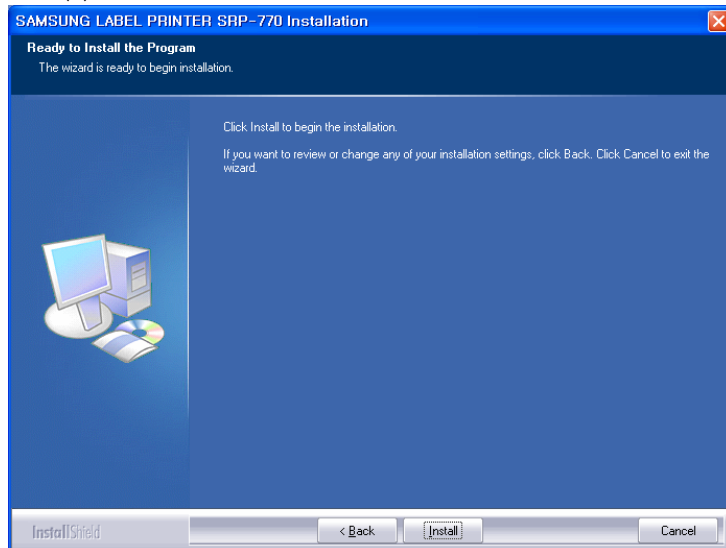 SAMSUNG LABEL PRINTER SRP-770 Installation
Ready to Install the Program
The wizard is ready to begin installation.
Click Install to begin the installation.
If you want to review or change any of your installation settings, click Back. Click Cancel to exit the
wizard.
InstallShield
< Back
Install
Cancel